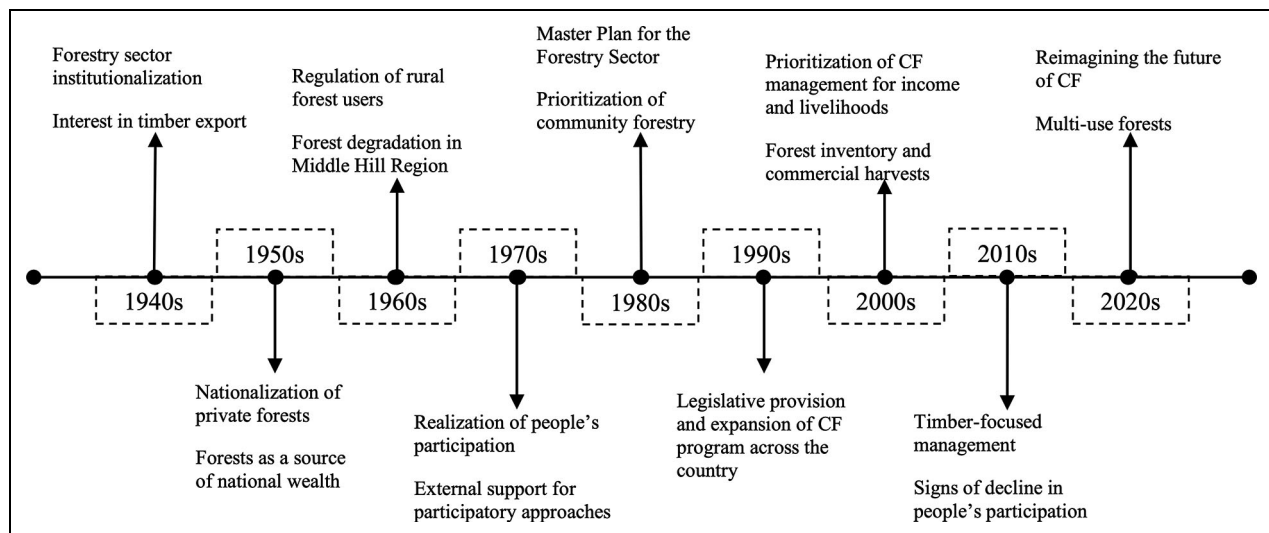 Forestry sector
institutionalization
Interest in timber export
Regulation of rural
forest users
Forest degradation in
Middle Hill Region
Master Plan for the
Forestry Sector
Prioritization of
community forestry
Prioritization of CF
management for income
and livelihoods
Forest inventory and
commercial harvests
Reimagining the future
of CF
Multi-use forests
1940s
1950s
1960s
1970s
1980s
1990s
2000s
2010s
2020s
Nationalization of
private forests
Forests as a source
of national wealth
Realization of people’s
participation
External support for
participatory approaches
Legislative provision
and expansion of CF
program across the
country
Timber-focused
management
Signs of decline in
people’s participation